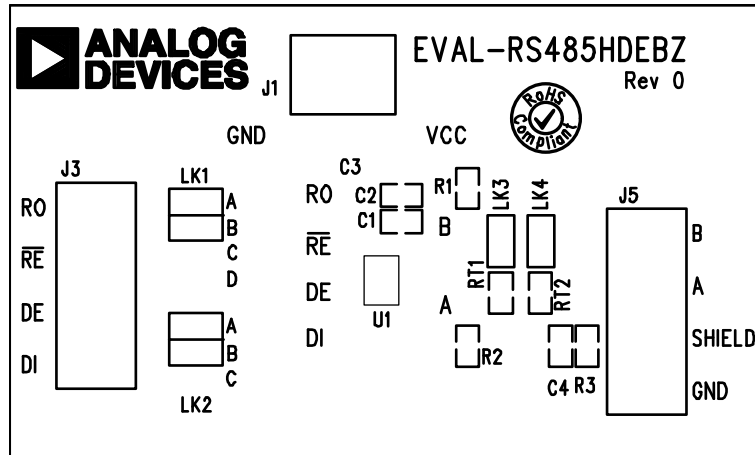 ANALOG
DEVICES
EVAL-RS485HDEBZ
Rev 0
RoHS
Compliant
J1
GND
VCC
J3
LK1
A
B
C
D
RO
RE
DE
DI
A
B
C
LK2
C3
C2
C1
RO
RE
DE
DI
U1
R1
LK3
LK4
B
A
RT1
RT2
R2
C4
R3
J5
B
A
SHIELD
GND